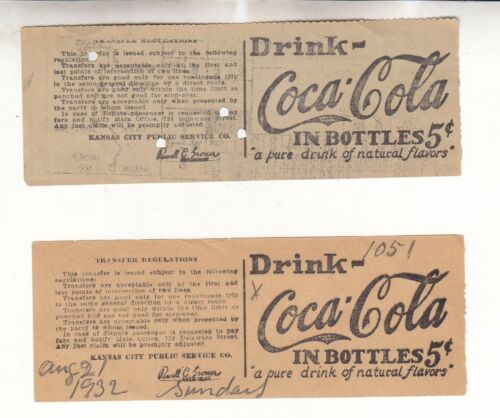 TRANSFER REGULATIONS
This transfer is issued subject to the following
regulations:
Transfers are acceptable only at the first and
last points of intersection of two lines.
Transfers are good only for one continuous trip
in the same general direction of a direct route.
Transfers are good only within the time limit as
punched and are not good for stop-over.
Transfers are acceptable only when presented by
the party to whom issued.
In case of dispute passenger is requested to pay
fare and notify Main Office, 728 Delaware Street.
Any just claim will be promptly adjusted.
KANSAS CITY PUBLIC SERVICE CO.
Powell C. Groner
President
Drink-
Coca-Cola
IN BOTTLES 5¢
"a pure drink of natural flavors"
TRANSFER REGULATIONS
This transfer is issued subject to the following
regulations:
Transfers are acceptable only at the first and
last points of intersection of two lines
Transfers are good only for one continuous trip
in the same general direction by a direct route.
Transfers are good only within the time limit as
punched and are not good for stop-over.
Transfers are acceptable only when presented by
the party to whom issued.
In case of dispute passenger is requested to pay
fare and notify Main Office, 728 Delaware Street.
Any just claim will be promptly adjusted.
KANSAS CITY PUBLIC SERVICE CO.
Powell C. Groner
President
Aug 21
1932
Sunday
1051
x
Drink-
Coca-Cola
IN BOTTLES 5¢
"a pure drink of natural flavors"